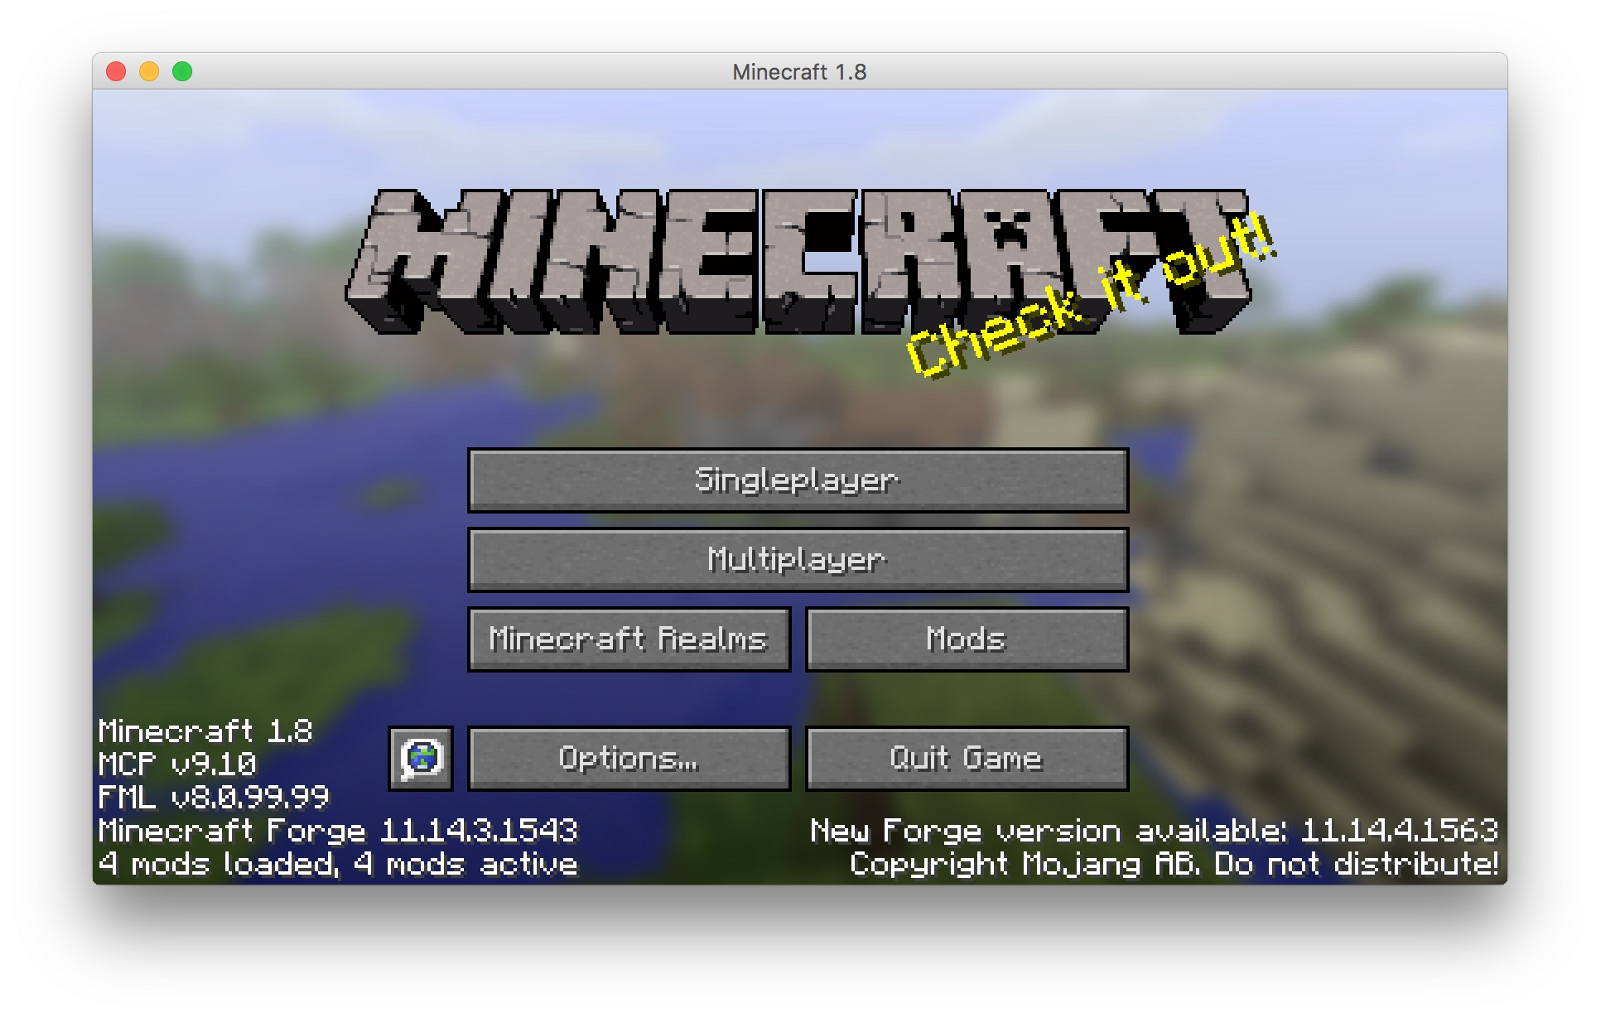 Minecraft 1.8
MINECRAFT
Check it out!
Singleplayer
Multiplayer
Minecraft Realms
Mods
Options...
Quit Game
Minecraft 1.8
MCP v9.10
FML v8.0.99.99
Minecraft Forge 11.14.3.1543
4 mods loaded, 4 mods active
New Forge version available: 11.14.4.1563
Copyright Mojang AB. Do not distribute!